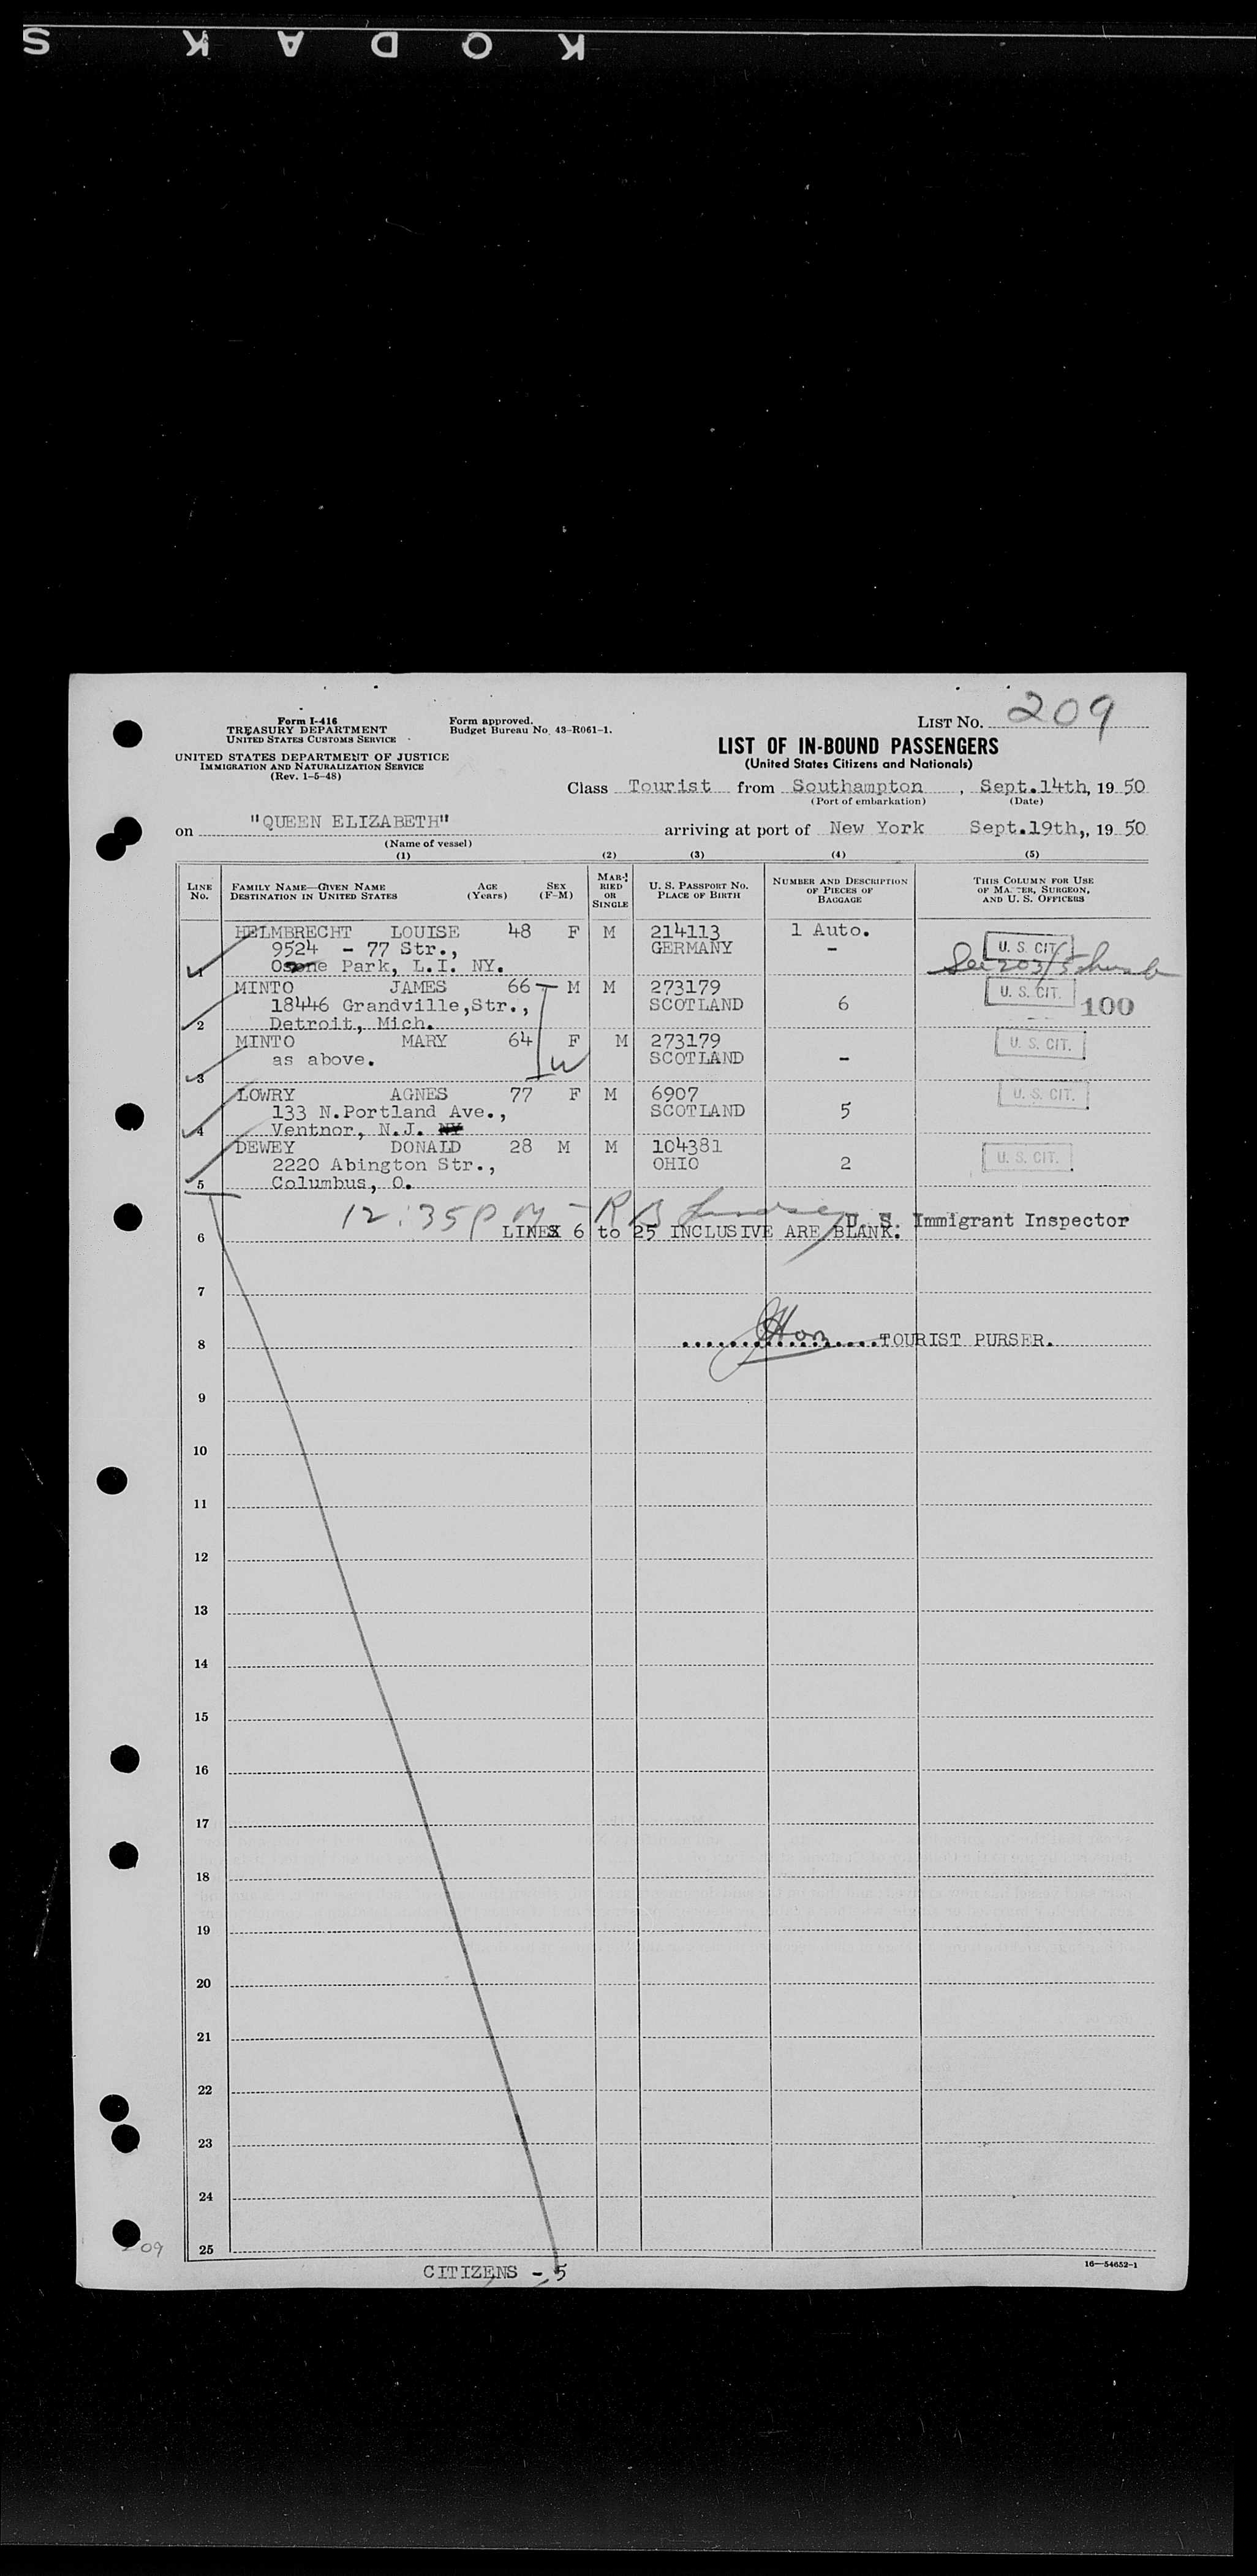 KODAK S
Form I-416
TREASURY DEPARTMENT
UNITED STATES CUSTOMS SERVICE
Form approved.
Budget Bureau No. 43-R061-1.
LIST NO. 209
UNITED STATES DEPARTMENT OF JUSTICE
IMMIGRATION AND NATURALIZATION SERVICE
(Rev. 1-5-48)
LIST OF IN-BOUND PASSENGERS
(United States Citizens and Nationals)
Class Tourist from Southampton , Sept.14th, 19 50
(Port of embarkation) (Date)
on "QUEEN ELIZABETH" arriving at port of New York Sept.19th,, 19 50
(Name of vessel)
(1) (2) (3) (4) (5)
LINE NO. FAMILY NAME—GIVEN NAME DESTINATION IN UNITED STATES AGE (Years) SEX (F-M) MARRIED OR SINGLE U. S. PASSPORT NO. PLACE OF BIRTH NUMBER AND DESCRIPTION OF PIECES OF BAGGAGE THIS COLUMN FOR USE OF MASTER, SURGEON, AND U. S. OFFICERS
HELMBRECHT LOUISE 48 F M 214113 1 Auto.
9524 - 77 Str., GERMANY - U. S. CIT.
1 Ozone Park, L.I. NY. See 203/5
MINTO JAMES 66 M M 273179 U. S. CIT.
18446 Grandville,Str., SCOTLAND 6 100
2 Detroit, Mich.
MINTO MARY 64 F M 273179 U. S. CIT.
as above. SCOTLAND -
3 W
LOWRY AGNES 77 F M 6907 U. S. CIT.
133 N.Portland Ave., SCOTLAND 5
4 Ventnor, N.J. NY
DEWEY DONALD 28 M M 104381
2220 Abington Str., OHIO 2 U. S. CIT.
5 Columbus, O.
12:35 PM - R B U. S. Immigrant Inspector
6 LINES 6 to 25 INCLUSIVE ARE BLANK.
7
8 TOURIST PURSER.
9
10
11
12
13
14
15
16
17
18
19
20
21
22
23
24
25
209
CITIZENS - 5
16—54652-1